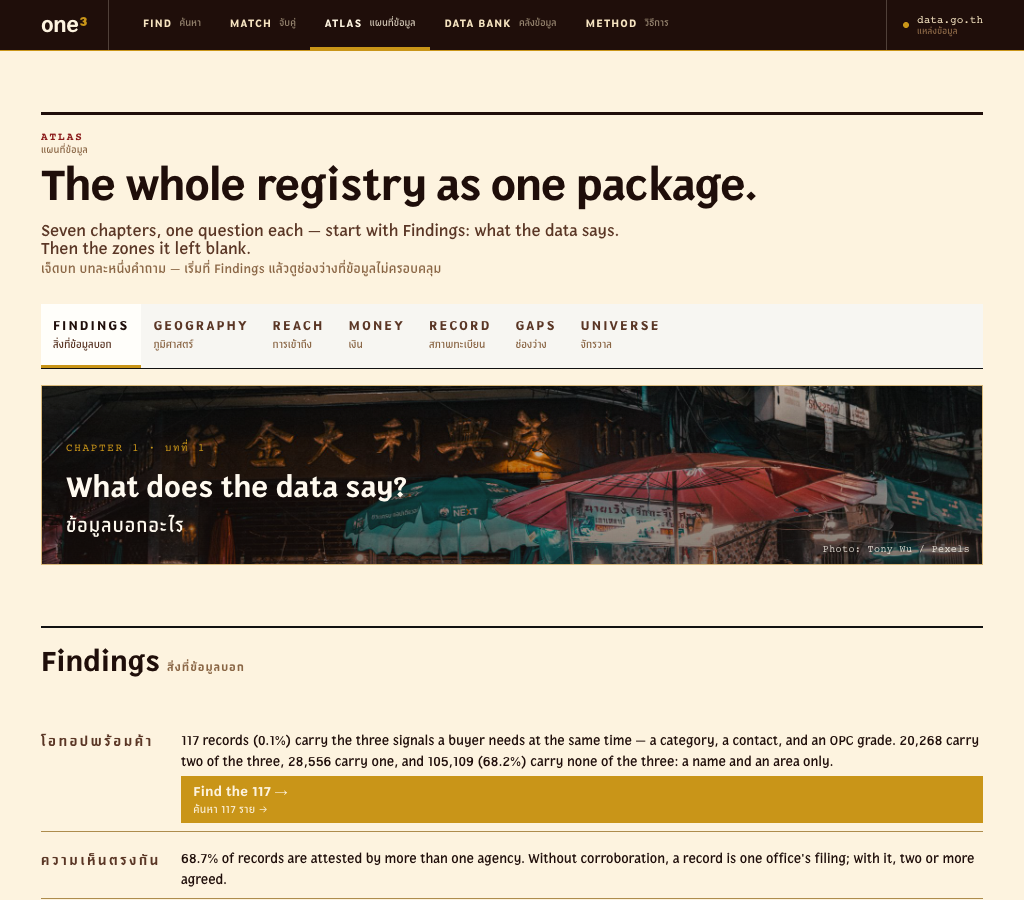 one³
FIND ค้นหา
MATCH จับคู่
ATLAS แผนที่ข้อมูล
DATA BANK คลังข้อมูล
METHOD วิธีการ
data.go.th
แหล่งข้อมูล
ATLAS
แผนที่ข้อมูล
The whole registry as one package.
Seven chapters, one question each — start with Findings: what the data says.
Then the zones it left blank.
เจ็ดบท บทละหนึ่งคำถาม — เริ่มที่ Findings แล้วดูช่องว่างที่ข้อมูลไม่ครอบคลุม
FINDINGS
สิ่งที่ข้อมูลบอก
GEOGRAPHY
ภูมิศาสตร์
REACH
การเข้าถึง
MONEY
เงิน
RECORD
สภาพทะเบียน
GAPS
ช่องว่าง
UNIVERSE
จักรวาล
行金大利興
CHAPTER 1 · บทที่ 1
What does the data say?
ข้อมูลบอกอะไร
NEXT
Photo: Tony Wu / Pexels
Findings สิ่งที่ข้อมูลบอก
โอทอปพร้อมค้า
117 records (0.1%) carry the three signals a buyer needs at the same time — a category, a contact, and an OPC grade. 20,268 carry
two of the three, 28,556 carry one, and 105,109 (68.2%) carry none of the three: a name and an area only.
Find the 117 →
ค้นหา 117 ราย →
ความเห็นตรงกัน
68.7% of records are attested by more than one agency. Without corroboration, a record is one office's filing; with it, two or more
agreed.